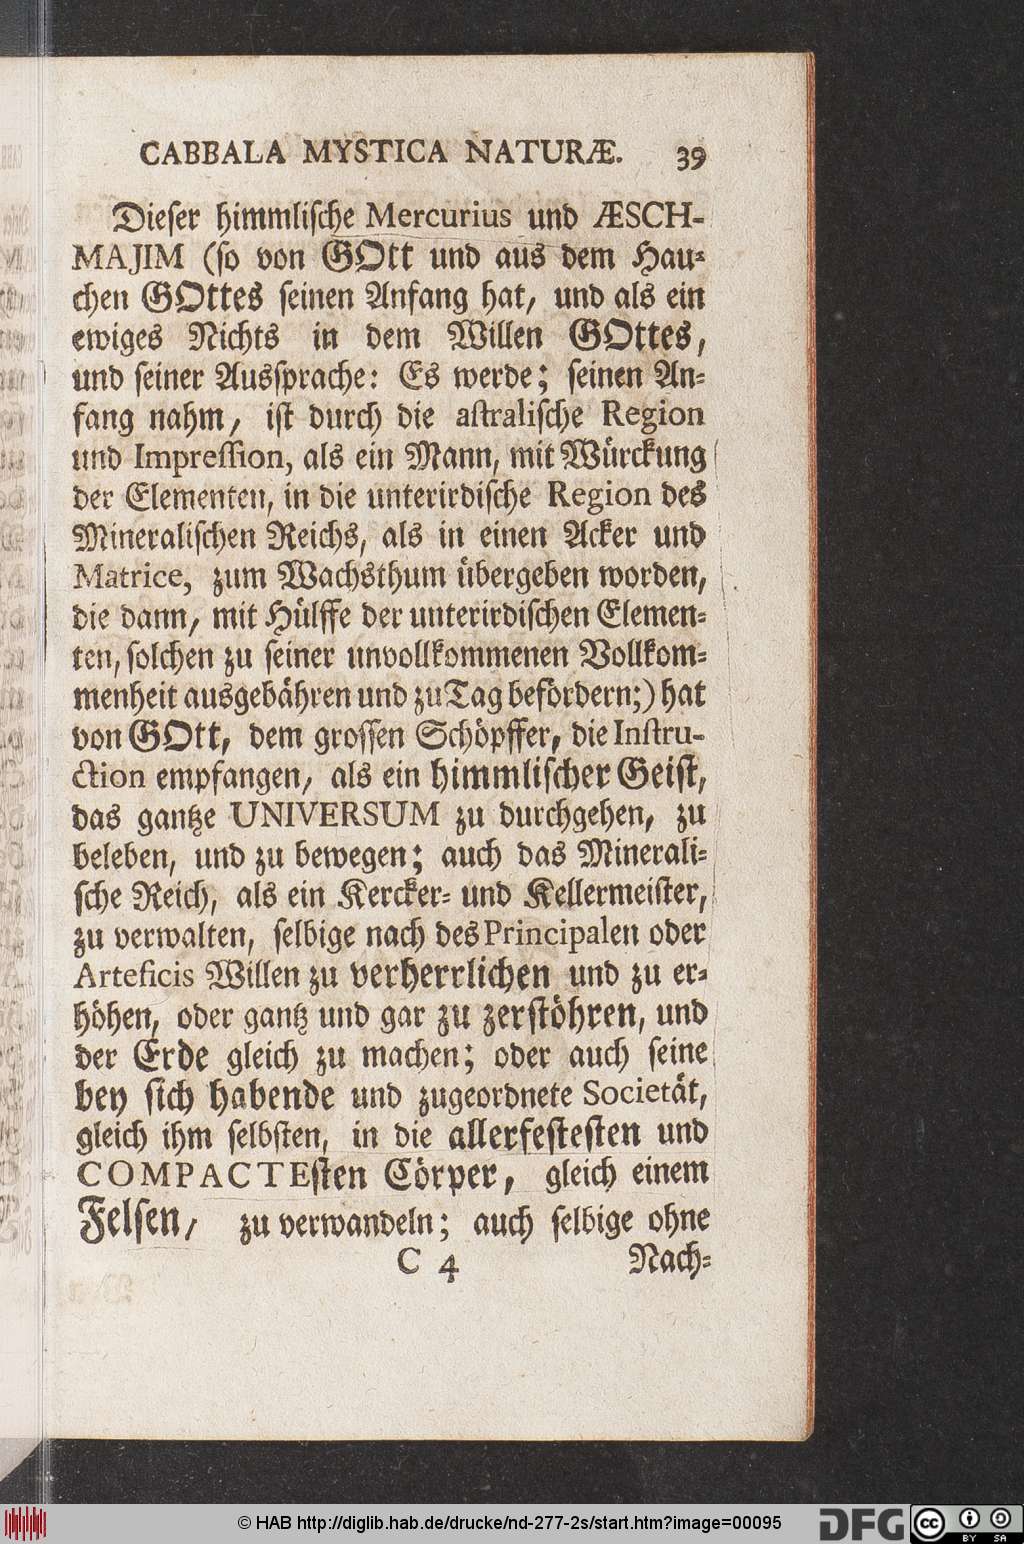 CABBALA MYSTICA NATURÆ. 39
Dieser himmlische Mercurius und ÆSCH-
MAJIM (so von GOtt und aus dem Hau-
chen GOttes seinen Anfang hat, und als ein
ewiges Nichts in dem Willen GOttes,
und seiner Aussprache: Es werde; seinen An-
fang nahm, ist durch die astralische Region
und Impression, als ein Mann, mit Würckung
der Elementen, in die unterirdische Region des
Mineralischen Reichs, als in einen Acker und
Matrice, zum Wachsthum übergeben worden,
die dann, mit Hülffe der unterirdischen Elemen-
ten, solchen zu seiner unvollkommenen Vollkom-
menheit ausgebähren und zu Tag befördern;) hat
von GOtt, dem grossen Schöpffer, die Instru-
ction empfangen, als ein himmlischer Geist,
das gantze UNIVERSUM zu durchgehen, zu
beleben, und zu bewegen; auch das Minerali-
sche Reich, als ein Kercker- und Kellermeister,
zu verwalten, selbige nach des Principalen oder
Arteficis Willen zu verherrlichen und zu er-
höhen, oder gantz und gar zu zerstöhren, und
der Erde gleich zu machen; oder auch seine
bey sich habende und zugeordnete Societät,
gleich ihm selbsten, in die allerfestesten und
COMPACTEsten Cörper, gleich einem
Felsen, zu verwandeln; auch selbige ohne
C 4 Nach-
© HAB http://diglib.hab.de/drucke/nd-277-2s/start.htm?image=00095
DFG
cc BY SA